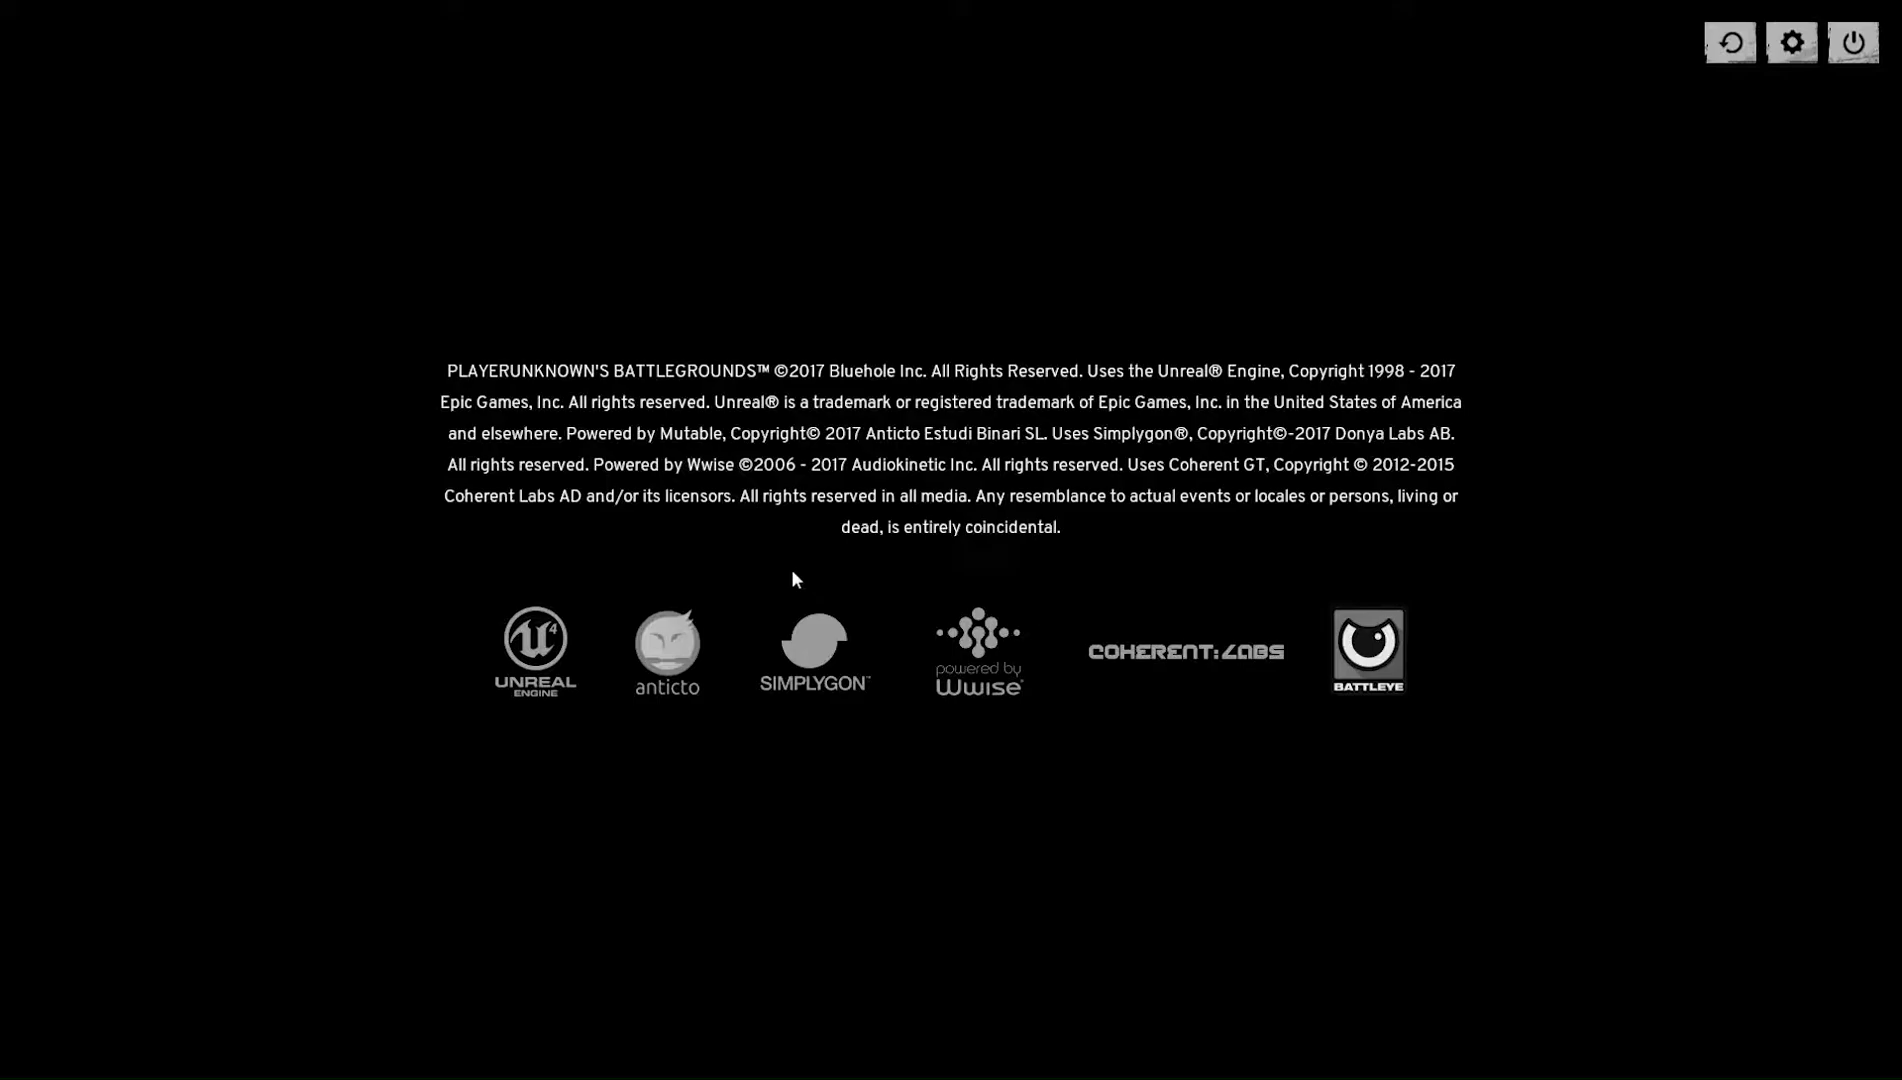 PLAYERUNKNOWN'S BATTLEGROUNDS™ ©2017 Bluehole Inc. All Rights Reserved. Uses the Unreal® Engine, Copyright 1998 - 2017
Epic Games, Inc. All rights reserved. Unreal® is a trademark or registered trademark of Epic Games, Inc. in the United States of America
and elsewhere. Powered by Mutable, Copyright© 2017 Anticto Estudi Binari SL. Uses Simplygon®, Copyright©-2017 Donya Labs AB.
All rights reserved. Powered by Wwise ©2006 - 2017 Audiokinetic Inc. All rights reserved. Uses Coherent GT, Copyright © 2012-2015
Coherent Labs AD and/or its licensors. All rights reserved in all media. Any resemblance to actual events or locales or persons, living or
dead, is entirely coincidental.
U4
UNREAL
ENGINE
anticto
SIMPLYGON™
powered by
wwise®
COHERENT:LABS
BATTLEYE